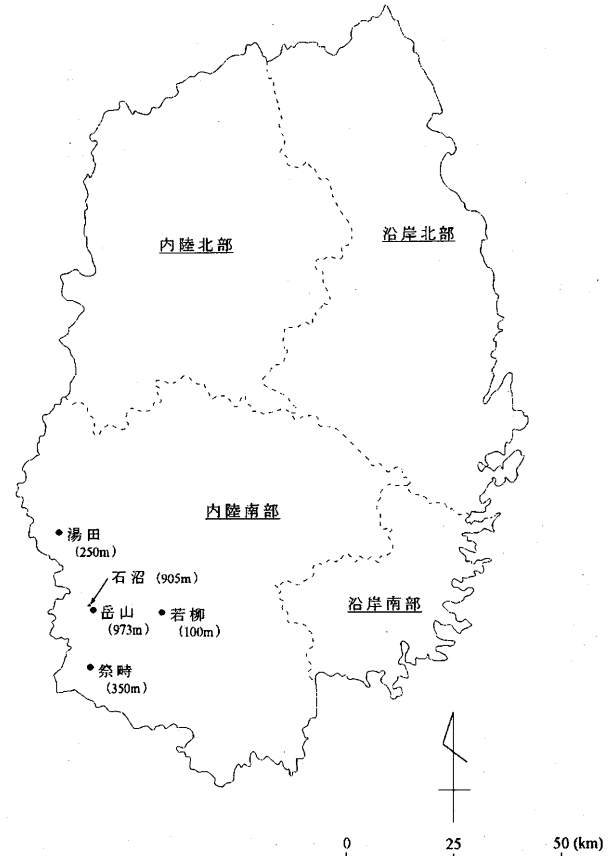 内陸北部
沿岸北部
内陸南部
湯田
(250m)
石沼 (905m)
岳山
(973m)
若柳
(100m)
沿岸南部
祭畤
(350m)
0 25 50 (km)